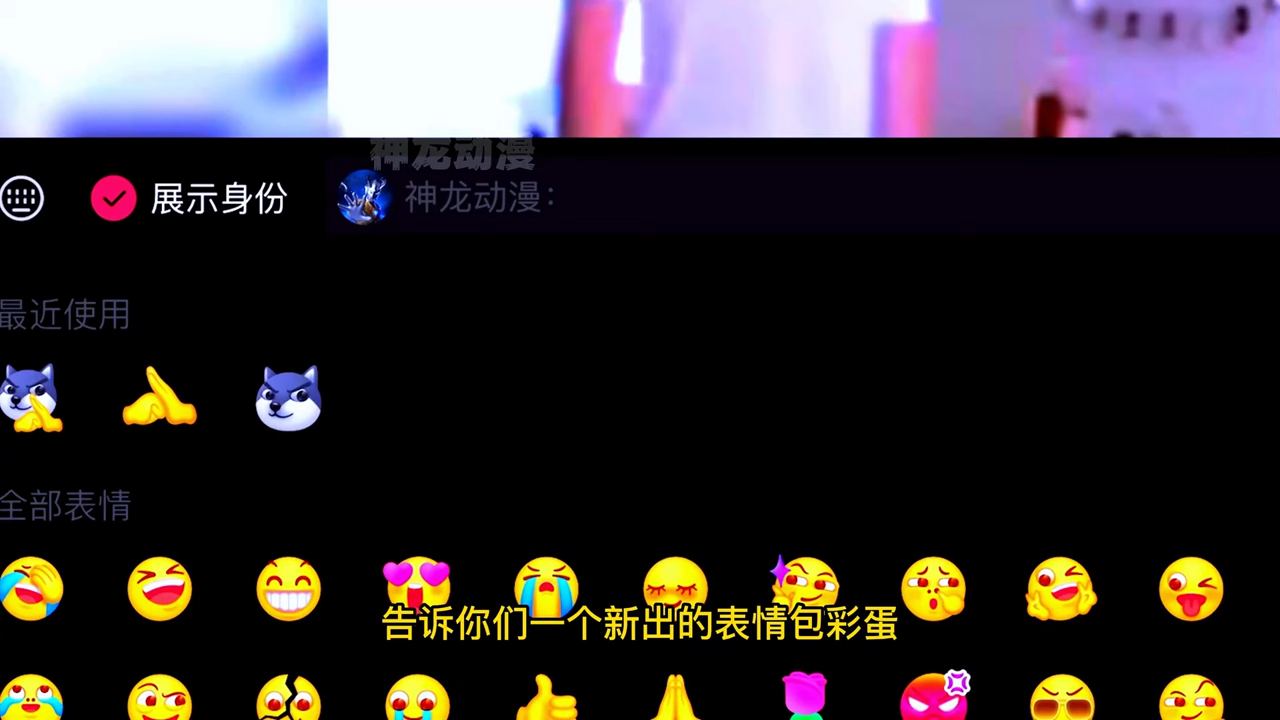 神龙动漫
展示身份
神龙动漫：
最近使用
全部表情
告诉你们一个新出的表情包彩蛋